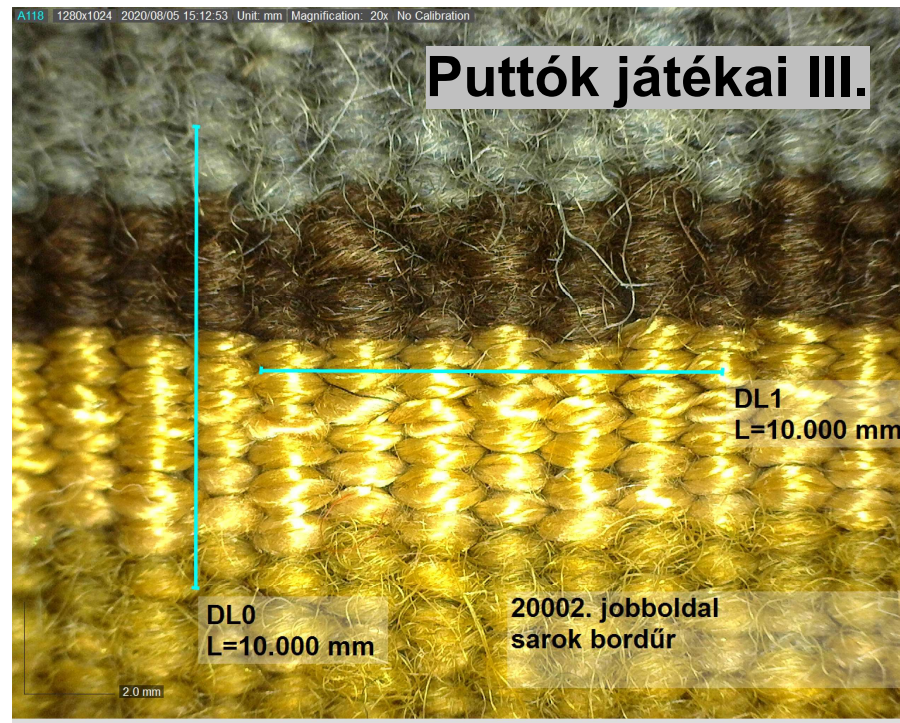 A118 1280x1024 2020/08/05 15:12:53 Unit: mm Magnification: 20x No Calibration
Puttók játékai III.
DL1
L=10.000 mm
DL0
L=10.000 mm
20002. jobboldal
sarok bordűr
2.0 mm